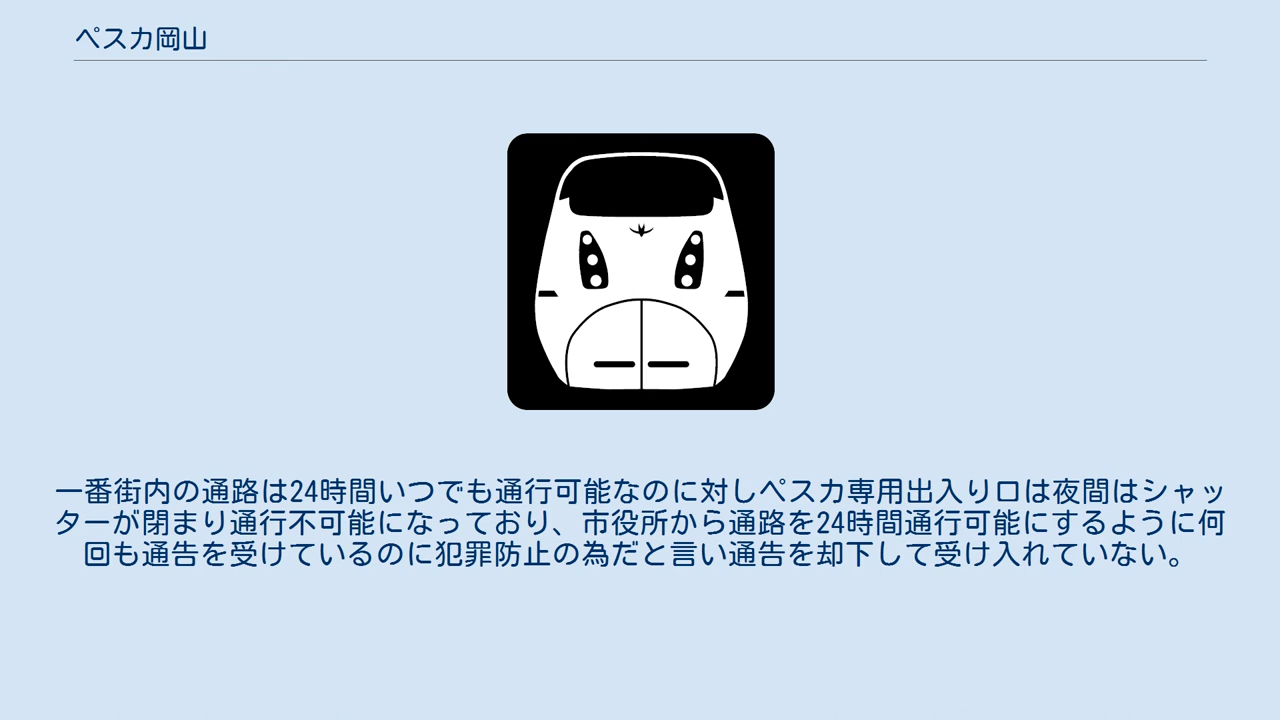 ペスカ岡山
一番街内の通路は24時間いつでも通行可能なのに対しペスカ専用出入り口は夜間はシャッ
ターが閉まり通行不可能になっており、市役所から通路を24時間通行可能にするように何
回も通告を受けているのに犯罪防止の為だと言い通告を却下して受け入れていない。